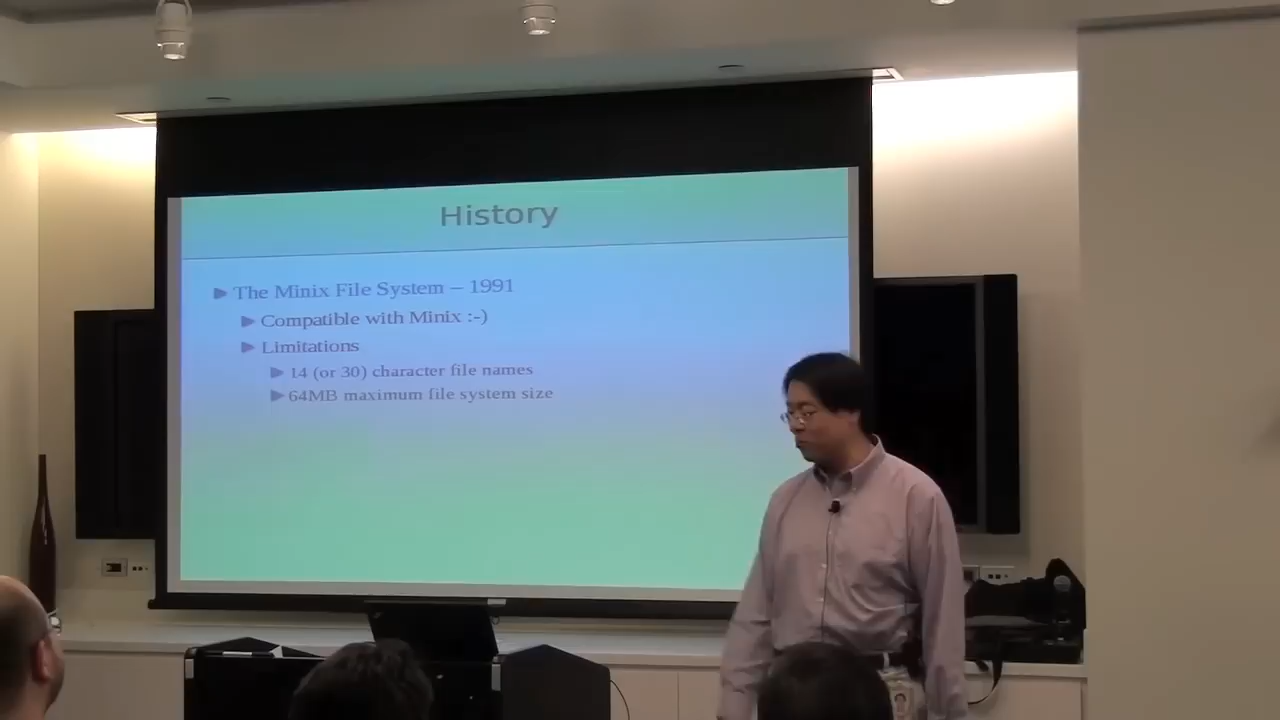 History
The Minix File System – 1991
Compatible with Minix :-)
Limitations
14 (or 30) character file names
64MB maximum file system size